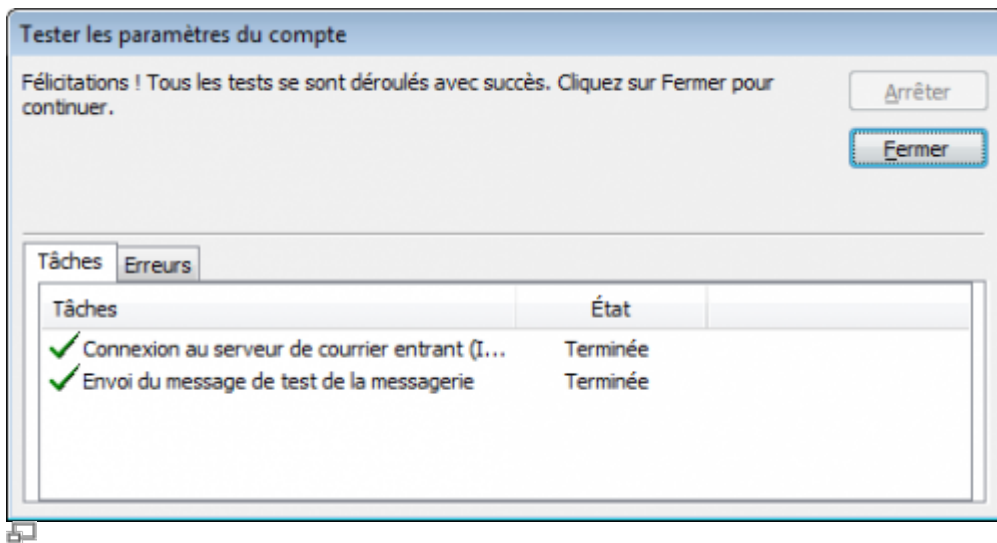 Tester les paramètres du compte
Félicitations ! Tous les tests se sont déroulés avec succès. Cliquez sur Fermer pour
continuer.
Arrêter
Fermer
Tâches Erreurs
Tâches État
Connexion au serveur de courrier entrant (I... Terminée
Envoi du message de test de la messagerie Terminée